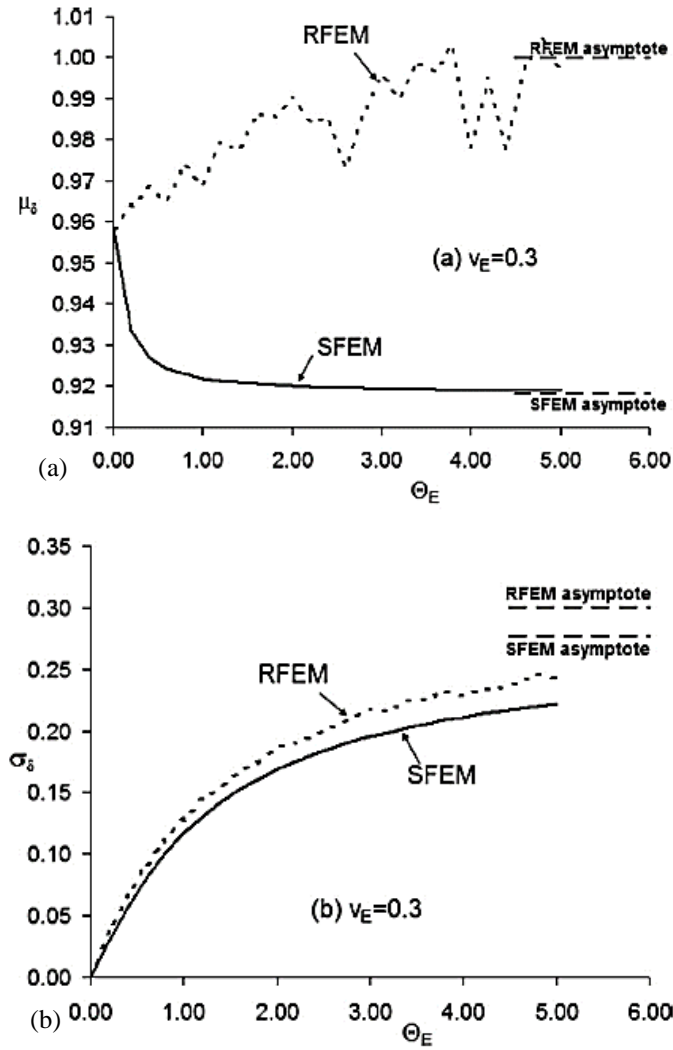 1.01
1.00
0.99
0.98
0.97
0.96
0.95
0.94
0.93
0.92
0.91
μδ
RFEM
RFEM asymptote
(a) vE=0.3
SFEM
SFEM asymptote
0.00 1.00 2.00 3.00 4.00 5.00 6.00
(a)
ΘE
0.35
0.30
0.25
0.20
0.15
0.10
0.05
0.00
σδ
RFEM asymptote
SFEM asymptote
RFEM
SFEM
(b) vE=0.3
0.00 1.00 2.00 3.00 4.00 5.00 6.00
(b)
ΘE